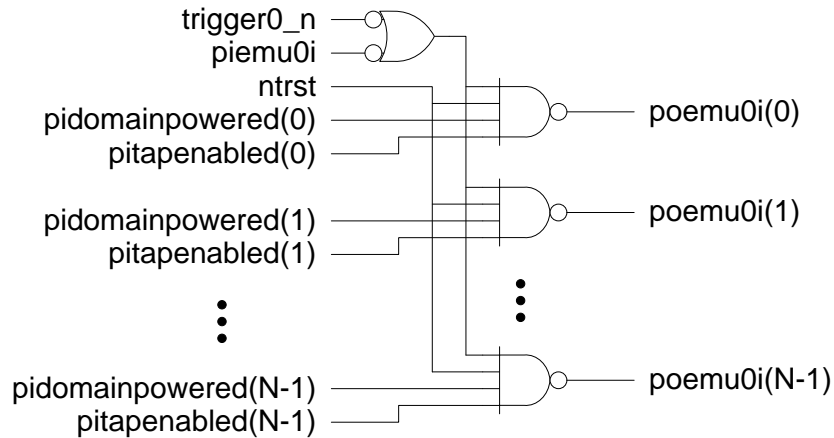 trigger0_n
piemu0i
ntrst
pidomainpowered(0)
pitapenabled(0)
poemu0i(0)
pidomainpowered(1)
pitapenabled(1)
poemu0i(1)
pidomainpowered(N-1)
pitapenabled(N-1)
poemu0i(N-1)